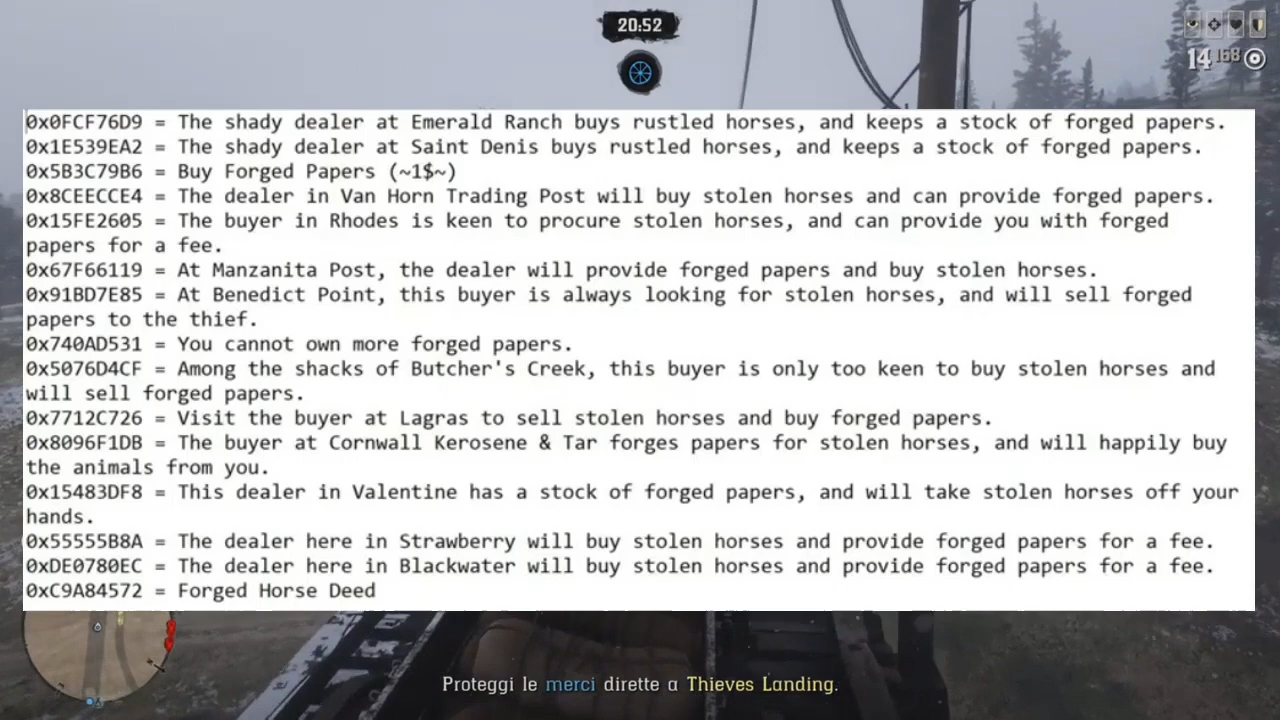 20:52
14 168
0x0FCF76D9 = The shady dealer at Emerald Ranch buys rustled horses, and keeps a stock of forged papers.
0x1E539EA2 = The shady dealer at Saint Denis buys rustled horses, and keeps a stock of forged papers.
0x5B3C79B6 = Buy Forged Papers (~1$~)
0x8CEECCE4 = The dealer in Van Horn Trading Post will buy stolen horses and can provide forged papers.
0x15FE2605 = The buyer in Rhodes is keen to procure stolen horses, and can provide you with forged
papers for a fee.
0x67F66119 = At Manzanita Post, the dealer will provide forged papers and buy stolen horses.
0x91BD7E85 = At Benedict Point, this buyer is always looking for stolen horses, and will sell forged
papers to the thief.
0x740AD531 = You cannot own more forged papers.
0x5076D4CF = Among the shacks of Butcher's Creek, this buyer is only too keen to buy stolen horses and
will sell forged papers.
0x7712C726 = Visit the buyer at Lagras to sell stolen horses and buy forged papers.
0x8096F1DB = The buyer at Cornwall Kerosene & Tar forges papers for stolen horses, and will happily buy
the animals from you.
0x15483DF8 = This dealer in Valentine has a stock of forged papers, and will take stolen horses off your
hands.
0x55555B8A = The dealer here in Strawberry will buy stolen horses and provide forged papers for a fee.
0xDE0780EC = The dealer here in Blackwater will buy stolen horses and provide forged papers for a fee.
0xC9A84572 = Forged Horse Deed
Proteggi le merci dirette a Thieves Landing.